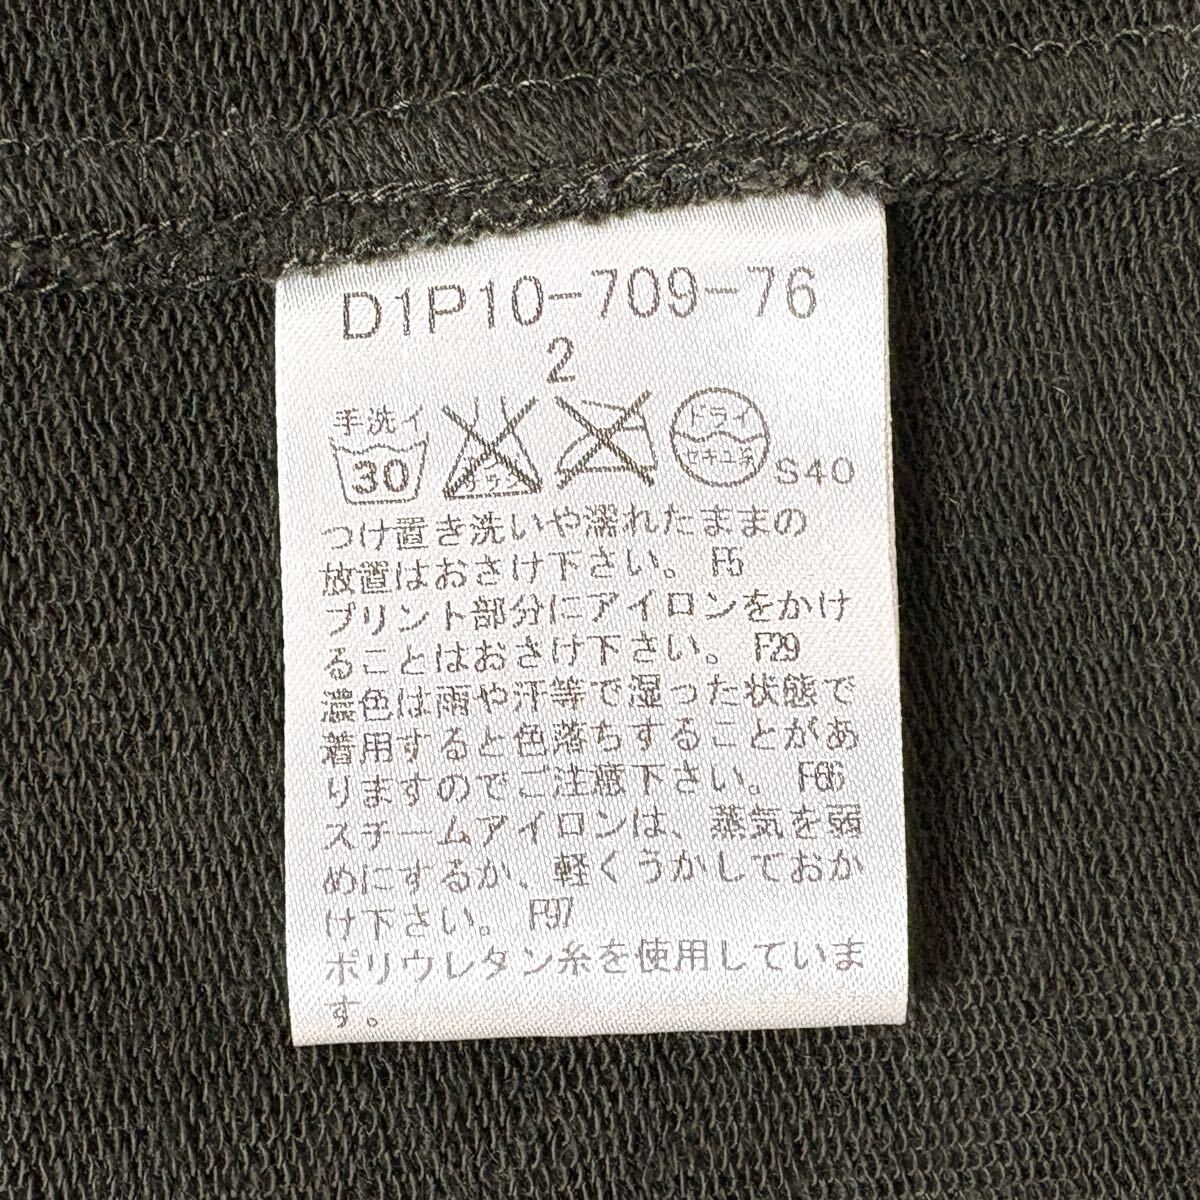 D1P10-709-76
2
手洗イ
30
サラシ
ドライ
セキユ系
S40
つけ置き洗いや濡れたままの
放置はおさけ下さい。 F5
プリント部分にアイロンをかけ
ることはおさけ下さい。 F29
濃色は雨や汗等で湿った状態で
着用すると色落ちすることがあ
りますのでご注意下さい。 F66
スチームアイロンは、蒸気を弱
めにするか、軽くうかしておか
け下さい。 F97
ポリウレタン糸を使用していま
す。